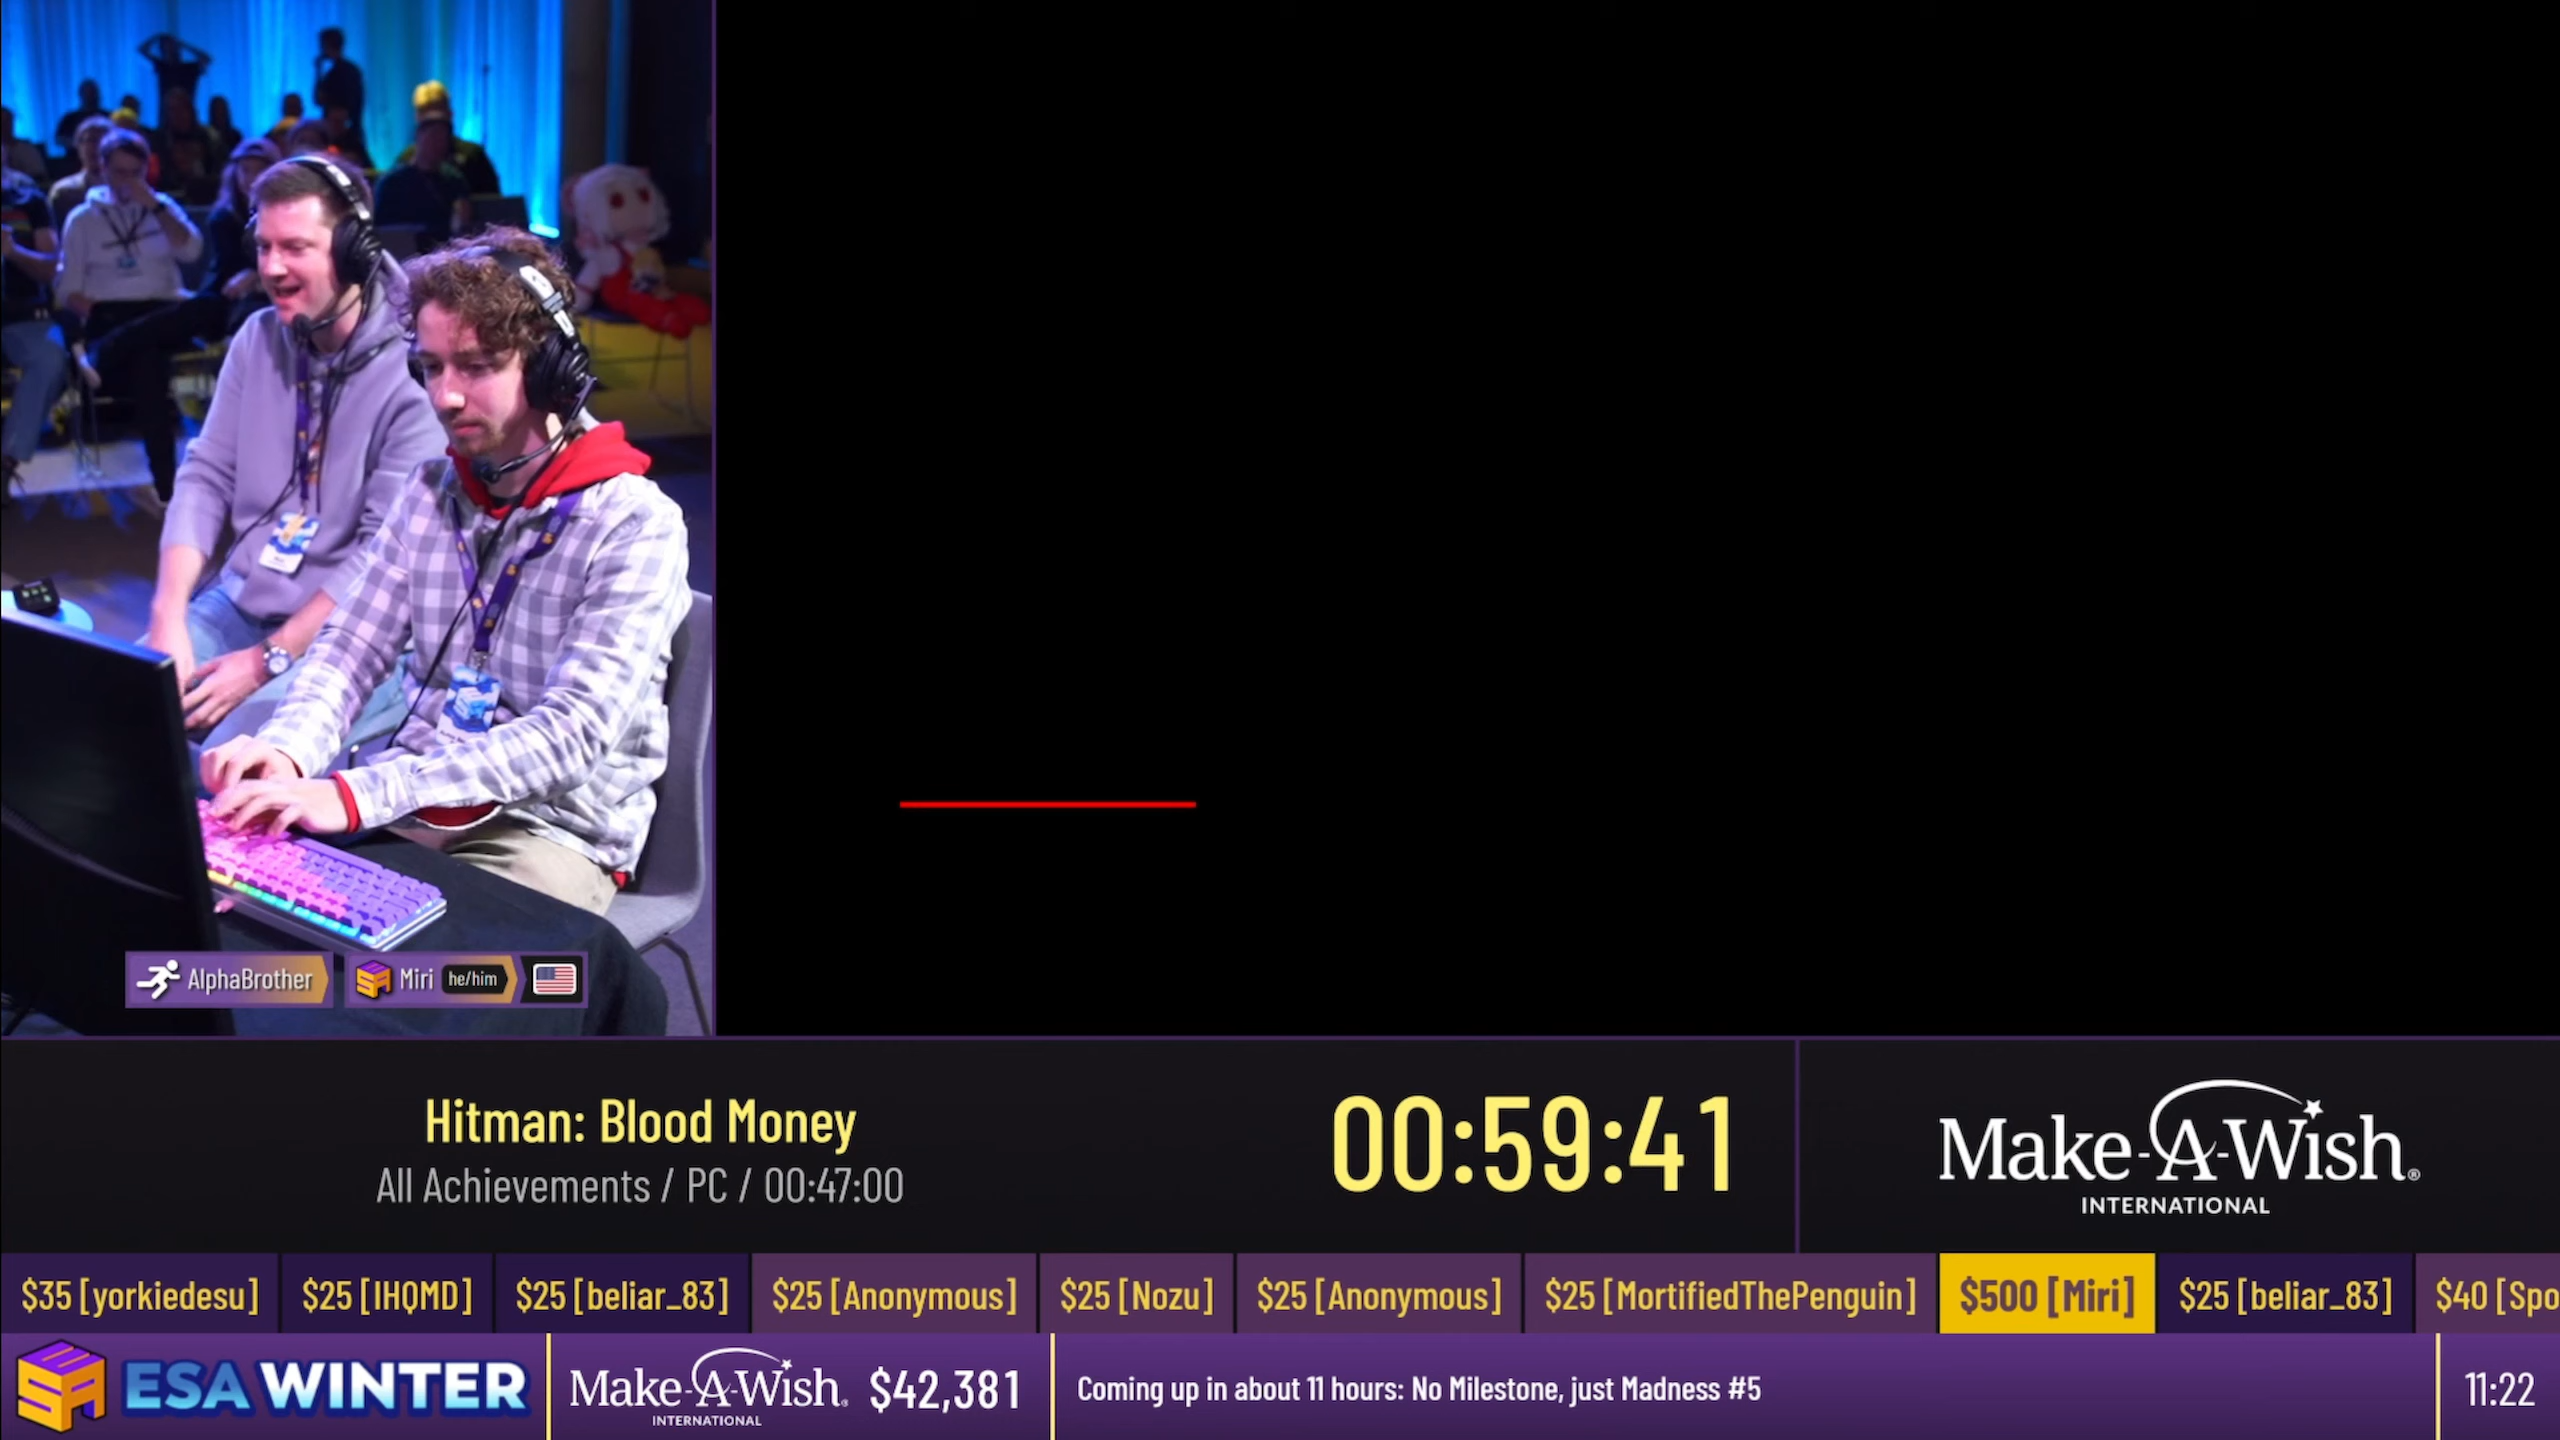 AlphaBrother
Miri he/him
Hitman: Blood Money
All Achievements / PC / 00:47:00
00:59:41
Make-A-Wish®
INTERNATIONAL
$35 [yorkiedesu]
$25 [IHQMD]
$25 [beliar_83]
$25 [Anonymous]
$25 [Nozu]
$25 [Anonymous]
$25 [MortifiedThePenguin]
$500 [Miri]
$25 [beliar_83]
$40 [Spo
ESA WINTER
Make-A-Wish®
INTERNATIONAL
$42,381
Coming up in about 11 hours: No Milestone, just Madness #5
11:22